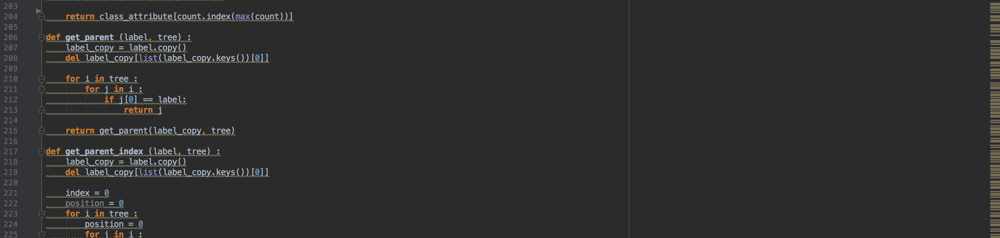 203
204 return class_attribute[count.index(max(count))]
205
206 def get_parent (label, tree) :
207 label_copy = label.copy()
208 del label_copy[list(label_copy.keys())[0]]
209
210 for i in tree :
211 for j in i :
212 if j[0] == label:
213 return j
214
215 return get_parent(label_copy, tree)
216
217 def get_parent_index (label, tree) :
218 label_copy = label.copy()
219 del label_copy[list(label_copy.keys())[0]]
220
221 index = 0
222 position = 0
223 for i in tree :
224 position = 0
225 for j in i :